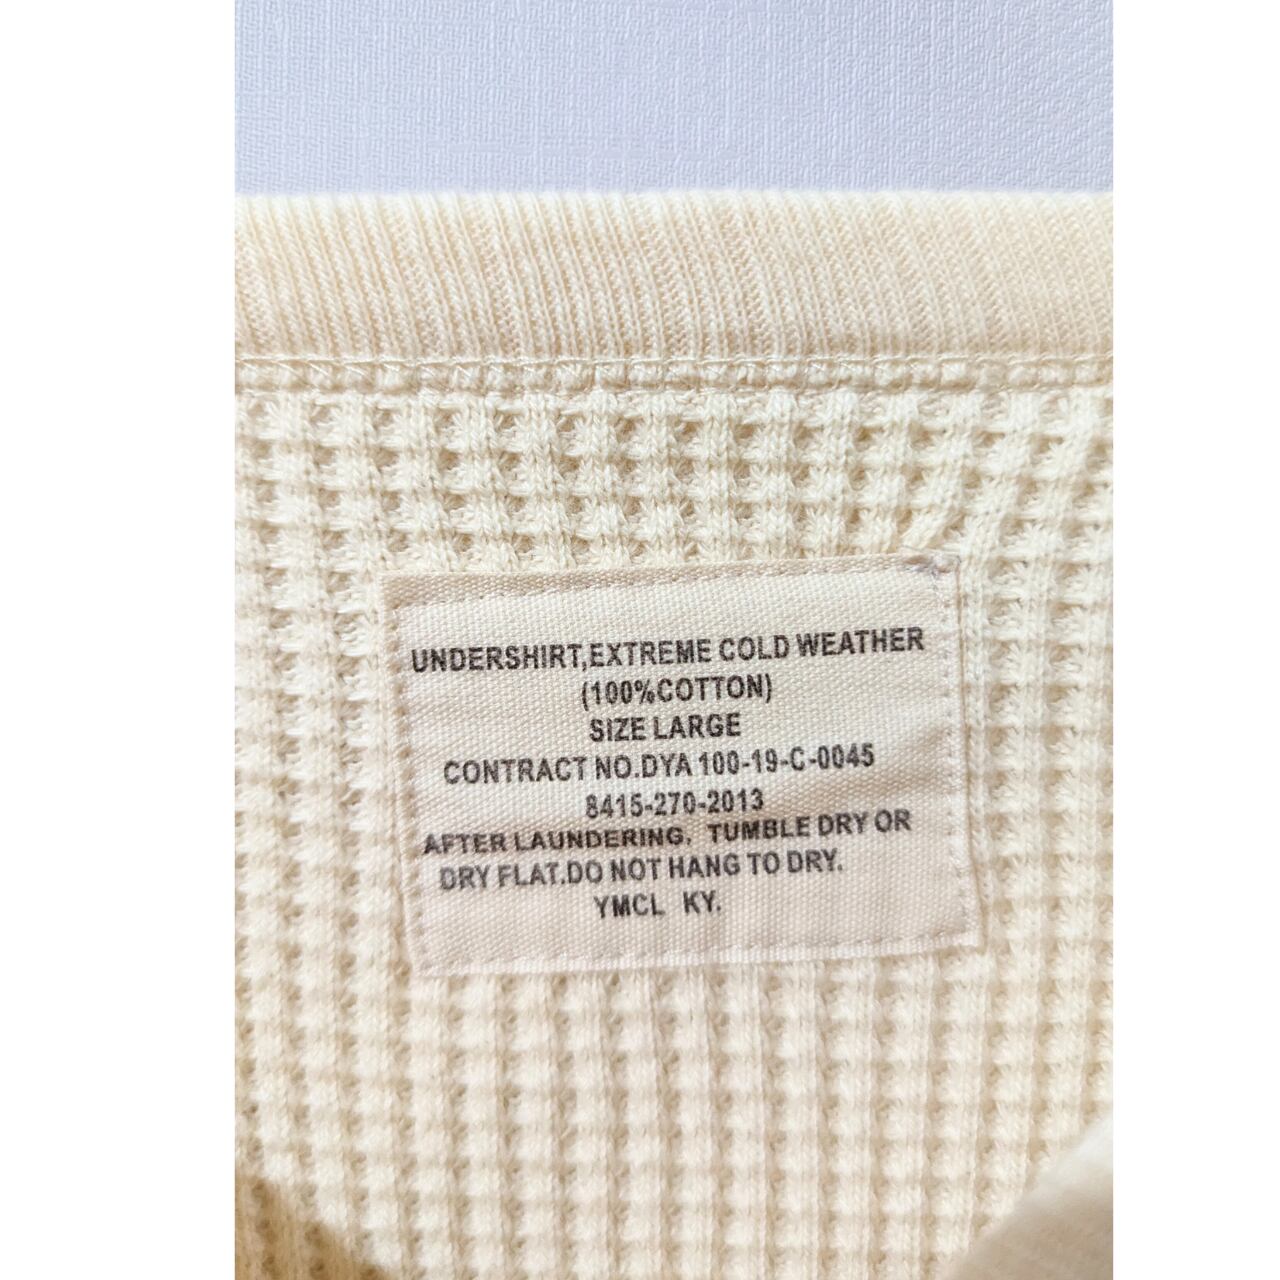 UNDERSHIRT,EXTREME COLD WEATHER
(100%COTTON)
SIZE LARGE
CONTRACT NO.DYA 100-19-C-0045
8415-270-2013
AFTER LAUNDERING, TUMBLE DRY OR
DRY FLAT.DO NOT HANG TO DRY.
YMCL KY.